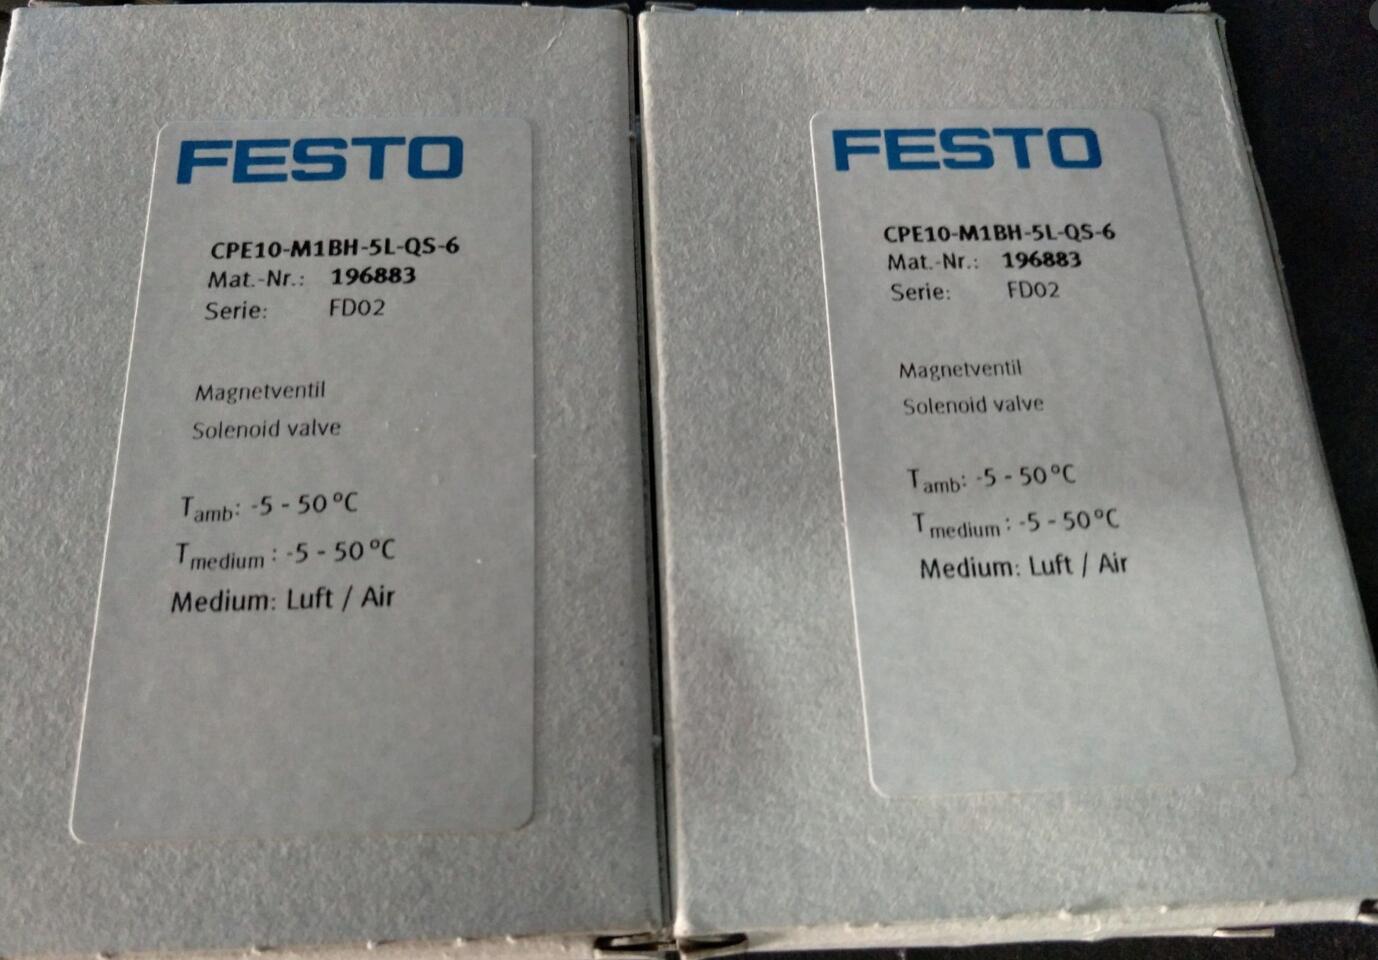 FESTO
CPE10-M1BH-5L-QS-6
Mat.-Nr.: 196883
Serie: FD02
Magnetventil
Solenoid valve
Tamb: -5 - 50 °C
Tmedium : -5 - 50 °C
Medium: Luft / Air
FESTO
CPE10-M1BH-5L-QS-6
Mat.-Nr.: 196883
Serie: FD02
Magnetventil
Solenoid valve
Tamb: -5 - 50 °C
Tmedium : -5 - 50 °C
Medium: Luft / Air